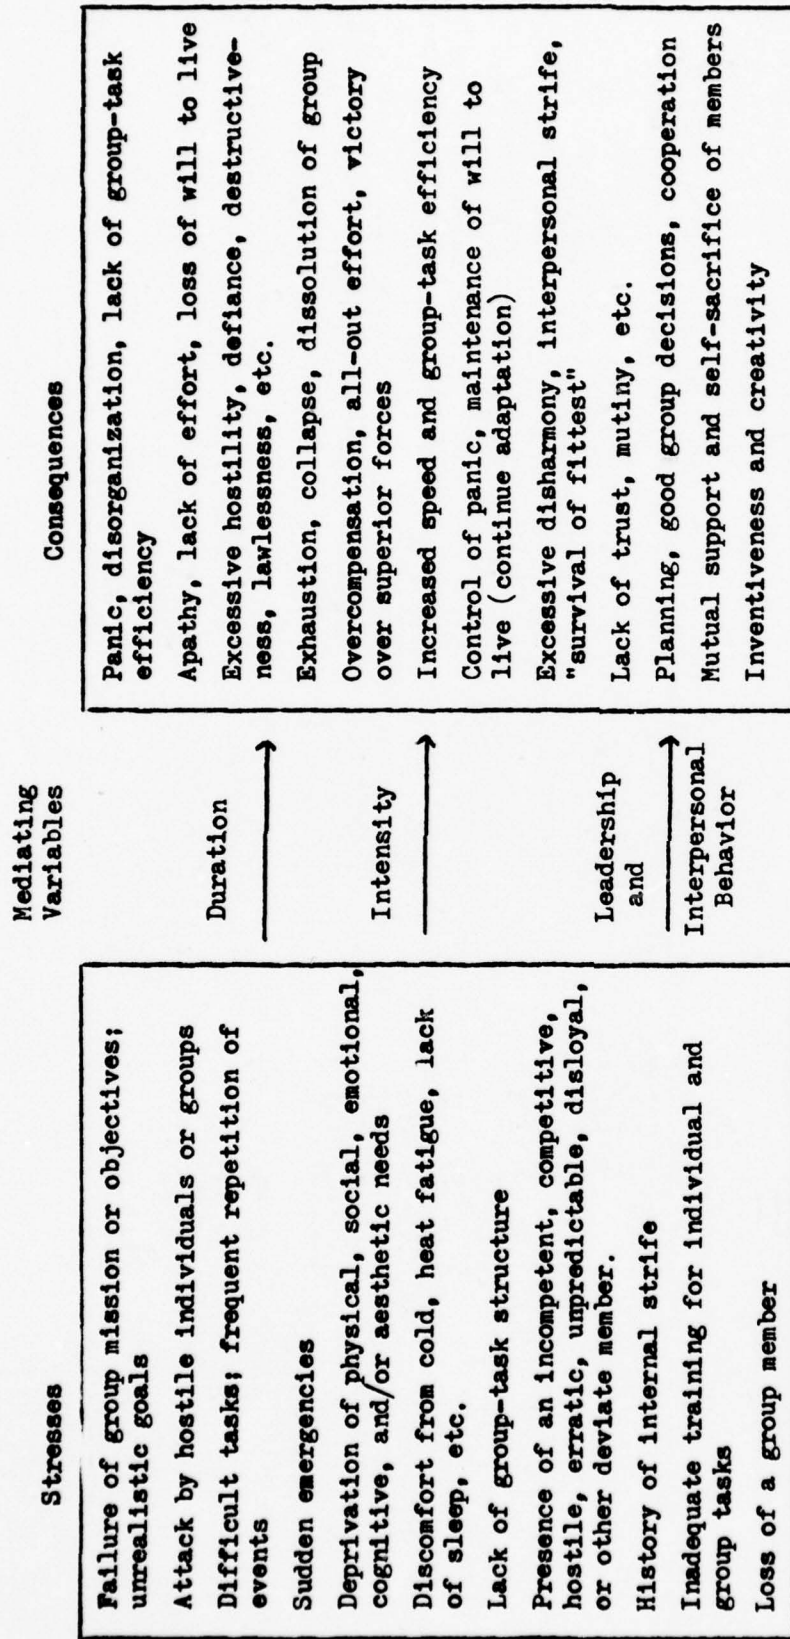 Stresses
Failure of group mission or objectives;
unrealistic goals
Attack by hostile individuals or groups
Difficult tasks; frequent repetition of
events
Sudden emergencies
Deprivation of physical, social, emotional,
cognitive, and/or aesthetic needs
Discomfort from cold, heat fatigue, lack
of sleep, etc.
Lack of group-task structure
Presence of an incompetent, competitive,
hostile, erratic, unpredictable, disloyal,
or other deviate member.
History of internal strife
Inadequate training for individual and
group tasks
Loss of a group member
Mediating
Variables
Duration
Intensity
Leadership
and
Interpersonal
Behavior
Consequences
Panic, disorganization, lack of group-task
efficiency
Apathy, lack of effort, loss of will to live
Excessive hostility, defiance, destructive-
ness, lawlessness, etc.
Exhaustion, collapse, dissolution of group
Overcompensation, all-out effort, victory
over superior forces
Increased speed and group-task efficiency
Control of panic, maintenance of will to
live (continue adaptation)
Excessive disharmony, interpersonal strife,
"survival of fittest"
Lack of trust, mutiny, etc.
Planning, good group decisions, cooperation
Mutual support and self-sacrifice of members
Inventiveness and creativity